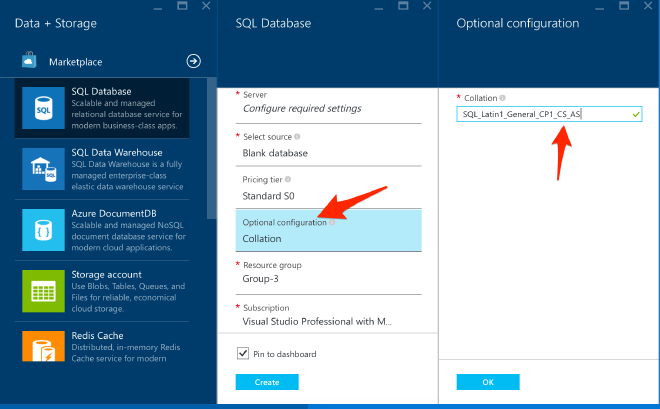 Data + Storage
Marketplace
SQL Database
Scalable and managed
relational database service for
modern business-class apps.
SQL Data Warehouse
SQL Data Warehouse is a fully
managed enterprise-class
elastic data warehouse service
Azure DocumentDB
Scalable and managed NoSQL
document database service for
modern cloud applications.
Storage account
Use Blobs, Tables, Queues, and
Files for reliable, economical
cloud storage.
Redis Cache
Distributed, in-memory Redis
Cache service for modern
SQL Database
* Server
Configure required settings
* Select source
Blank database
Pricing tier
Standard S0
Optional configuration
Collation
* Resource group
Group-3
* Subscription
Visual Studio Professional with M...
Pin to dashboard
Create
Optional configuration
* Collation
SQL_Latin1_General_CP1_CS_AS
OK